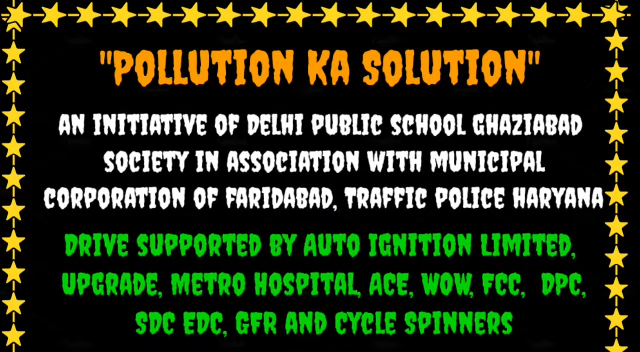 "POLLUTION KA SOLUTION"
AN INITIATIVE OF DELHI PUBLIC SCHOOL GHAZIABAD
SOCIETY IN ASSOCIATION WITH MUNICIPAL
CORPORATION OF FARIDABAD, TRAFFIC POLICE HARYANA
DRIVE SUPPORTED BY AUTO IGNITION LIMITED,
UPGRADE, METRO HOSPITAL, ACE, WOW, FCC, DPC,
SDC EDC, GFR AND CYCLE SPINNERS